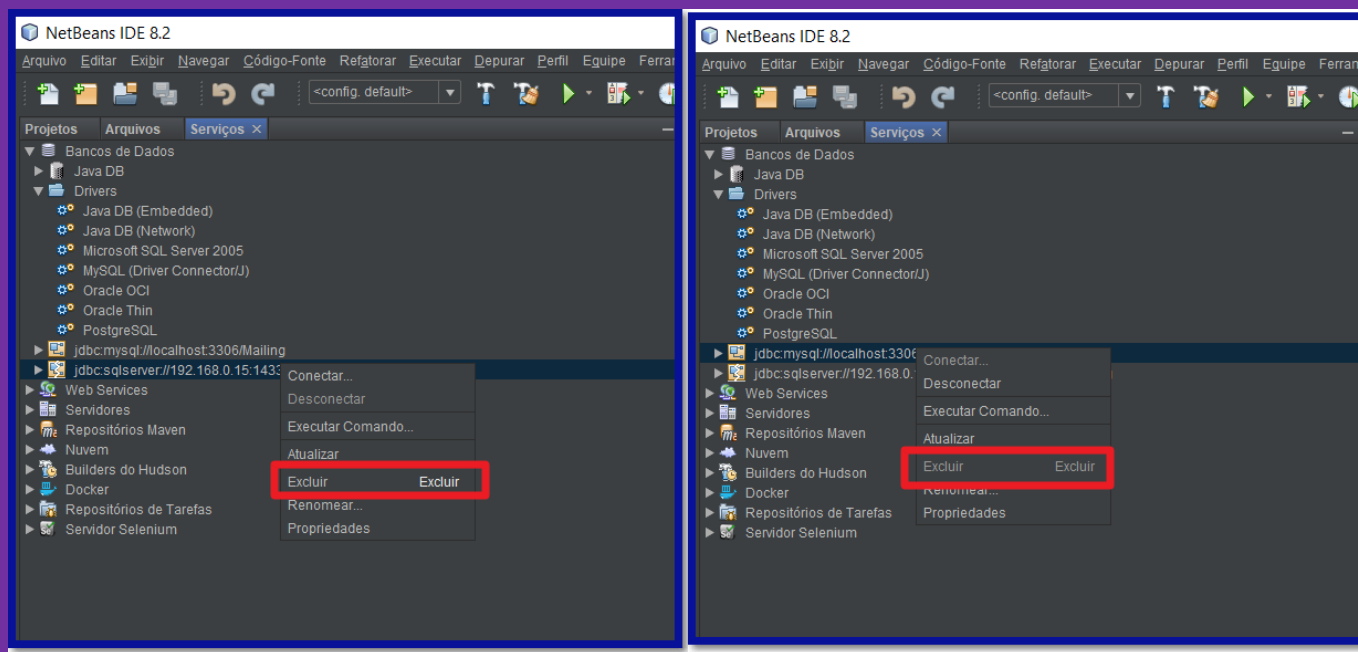 NetBeans IDE 8.2
Arquivo Editar Exibir Navegar Código-Fonte Refatorar Executar Depurar Perfil Equipe Ferrar
<config. default>
Projetos Arquivos Serviços
Bancos de Dados
Java DB
Drivers
Java DB (Embedded)
Java DB (Network)
Microsoft SQL Server 2005
MySQL (Driver Connector/J)
Oracle OCI
Oracle Thin
PostgreSQL
jdbc:mysql://localhost:3306/Mailing
jdbc:sqlserver://192.168.0.15:1433
Web Services
Servidores
Repositórios Maven
Nuvem
Builders do Hudson
Docker
Repositórios de Tarefas
Servidor Selenium
Conectar...
Desconectar
Executar Comando...
Atualizar
Excluir Excluir
Renomear...
Propriedades
NetBeans IDE 8.2
Arquivo Editar Exibir Navegar Código-Fonte Refatorar Executar Depurar Perfil Equipe Ferram
<config. default>
Projetos Arquivos Serviços
Bancos de Dados
Java DB
Drivers
Java DB (Embedded)
Java DB (Network)
Microsoft SQL Server 2005
MySQL (Driver Connector/J)
Oracle OCI
Oracle Thin
PostgreSQL
jdbc:mysql://localhost:3306
jdbc:sqlserver://192.168.0.
Web Services
Servidores
Repositórios Maven
Nuvem
Builders do Hudson
Docker
Repositórios de Tarefas
Servidor Selenium
Conectar...
Desconectar
Executar Comando...
Atualizar
Excluir Excluir
Renomear...
Propriedades